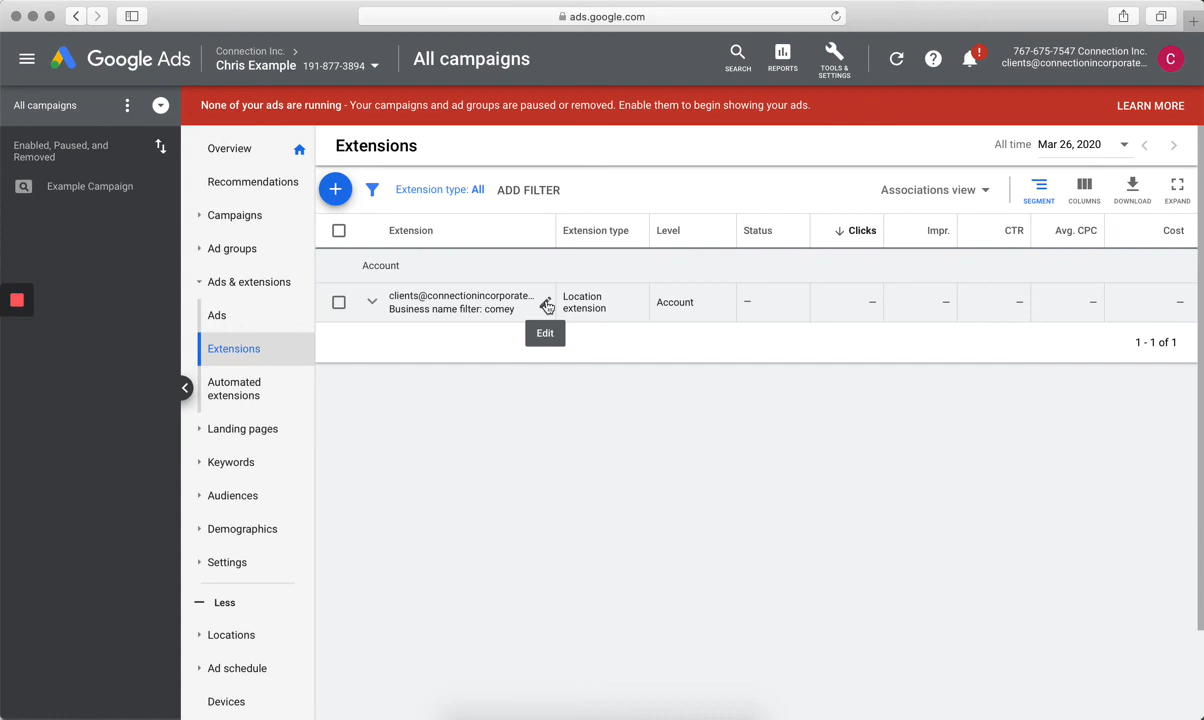 ads.google.com
Google Ads
Connection Inc.
Chris Example 191-877-3894
All campaigns
SEARCH
REPORTS
TOOLS & SETTINGS
!
767-675-7547 Connection Inc.
clients@connectionincorporate...
C
All campaigns
None of your ads are running - Your campaigns and ad groups are paused or removed. Enable them to begin showing your ads.
LEARN MORE
Enabled, Paused, and
Removed
Example Campaign
Overview
Recommendations
Campaigns
Ad groups
Ads & extensions
Ads
Extensions
Automated
extensions
Landing pages
Keywords
Audiences
Demographics
Settings
Less
Locations
Ad schedule
Devices
Extensions
All time Mar 26, 2020
Extension type: All
ADD FILTER
Associations view
SEGMENT
COLUMNS
DOWNLOAD
EXPAND
Extension
Extension type
Level
Status
Clicks
Impr.
CTR
Avg. CPC
Cost
Account
clients@connectionincorporate...
Business name filter: comey
Location
extension
Account
–
–
–
–
–
–
Edit
1 - 1 of 1